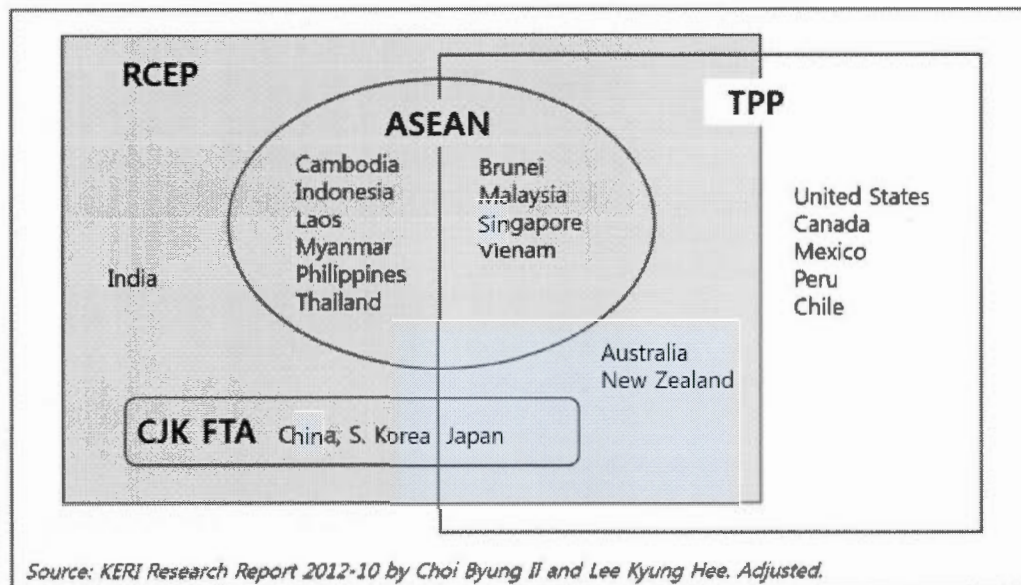 RCEP
TPP
ASEAN
Cambodia
Indonesia
Laos
Myanmar
Philippines
Thailand
Brunei
Malaysia
Singapore
Vienam
India
United States
Canada
Mexico
Peru
Chile
Australia
New Zealand
CJK FTA China, S. Korea Japan
Source: KERI Research Report 2012-10 by Choi Byung Il and Lee Kyung Hee. Adjusted.